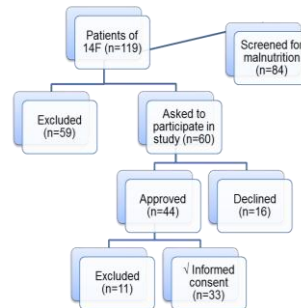 Patients of
14F (n=119)
Screened for
malnutrition
(n=84)
Excluded
(n=59)
Asked to
participate in
study (n=60)
Approved
(n=44)
Declined
(n=16)
Excluded
(n=11)
√ Informed
consent
(n=33)